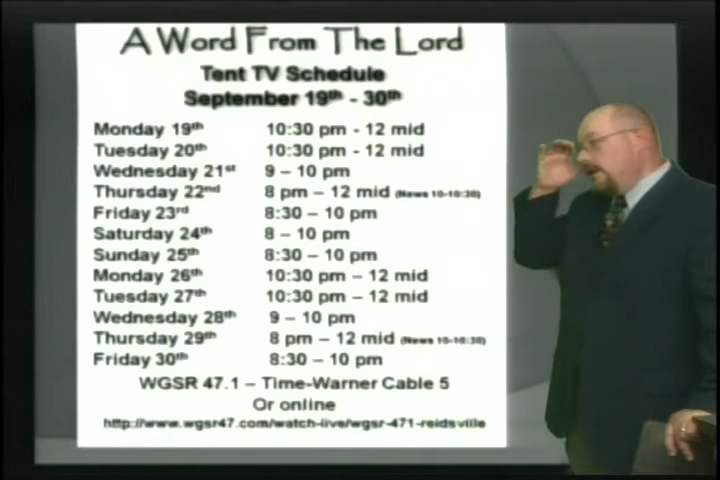 A Word From The Lord
Tent TV Schedule
September 19th - 30th
Monday 19th 10:30 pm - 12 mid
Tuesday 20th 10:30 pm - 12 mid
Wednesday 21st 9 – 10 pm
Thursday 22nd 8 pm – 12 mid (News 10-10:30)
Friday 23rd 8:30 – 10 pm
Saturday 24th 8 – 10 pm
Sunday 25th 8:30 – 10 pm
Monday 26th 10:30 pm – 12 mid
Tuesday 27th 10:30 pm – 12 mid
Wednesday 28th 9 – 10 pm
Thursday 29th 8 pm – 12 mid (News 10-10:30)
Friday 30th 8:30 – 10 pm
WGSR 47.1 – Time-Warner Cable 5
Or online
http://www.wgsr47.com/watch-live/wgsr-471-reidsville